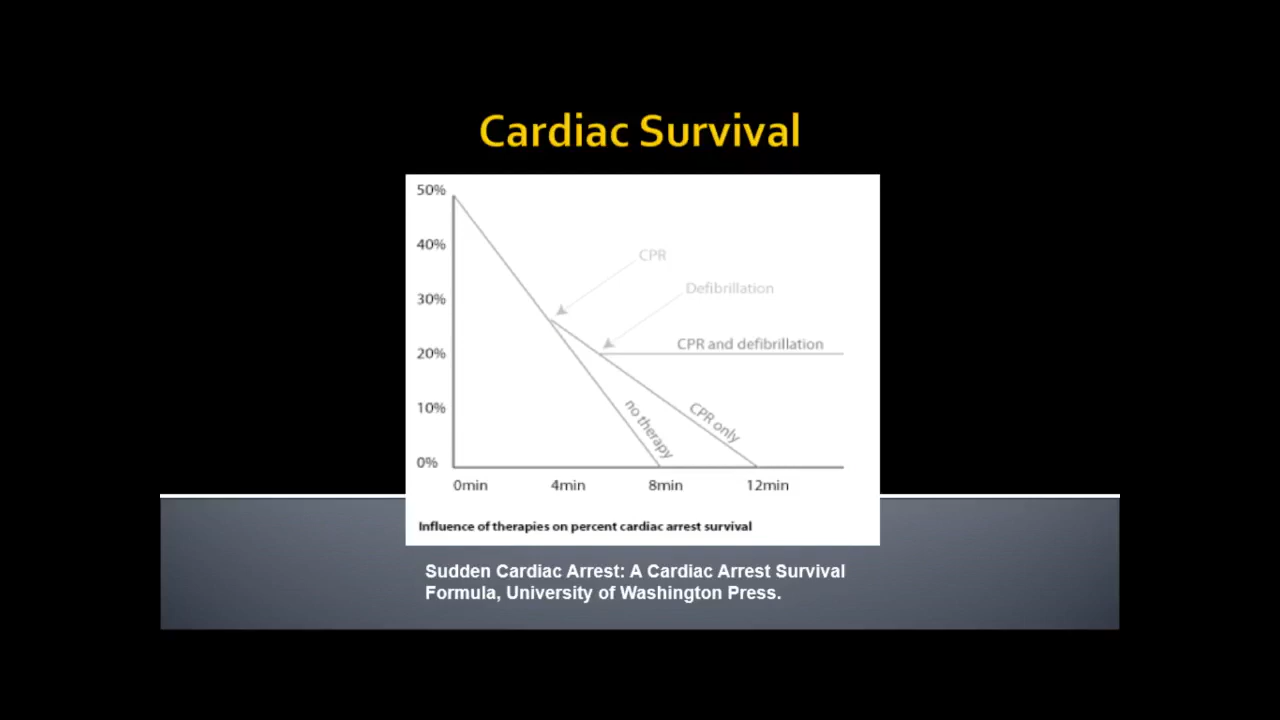 Cardiac Survival
50%
40%
30%
20%
10%
0%
CPR
Defibrillation
CPR and defibrillation
no therapy
CPR only
0min 4min 8min 12min
Influence of therapies on percent cardiac arrest survival
Sudden Cardiac Arrest: A Cardiac Arrest Survival
Formula, University of Washington Press.